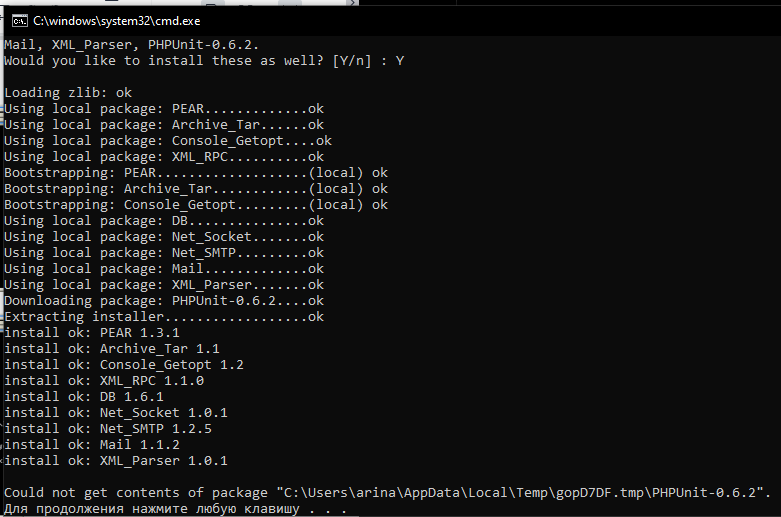 C:\windows\system32\cmd.exe
Mail, XML_Parser, PHPUnit-0.6.2.
Would you like to install these as well? [Y/n] : Y
Loading zlib: ok
Using local package: PEAR.............ok
Using local package: Archive_Tar......ok
Using local package: Console_Getopt....ok
Using local package: XML_RPC..........ok
Bootstrapping: PEAR...................(local) ok
Bootstrapping: Archive_Tar............(local) ok
Bootstrapping: Console_Getopt.........(local) ok
Using local package: DB...............ok
Using local package: Net_Socket.......ok
Using local package: Net_SMTP.........ok
Using local package: Mail.............ok
Using local package: XML_Parser.......ok
Downloading package: PHPUnit-0.6.2....ok
Extracting installer..................ok
install ok: PEAR 1.3.1
install ok: Archive_Tar 1.1
install ok: Console_Getopt 1.2
install ok: XML_RPC 1.1.0
install ok: DB 1.6.1
install ok: Net_Socket 1.0.1
install ok: Net_SMTP 1.2.5
install ok: Mail 1.1.2
install ok: XML_Parser 1.0.1
Could not get contents of package "C:\Users\arina\AppData\Local\Temp\gopD7DF.tmp\PHPUnit-0.6.2".
Для продолжения нажмите любую клавишу . . .